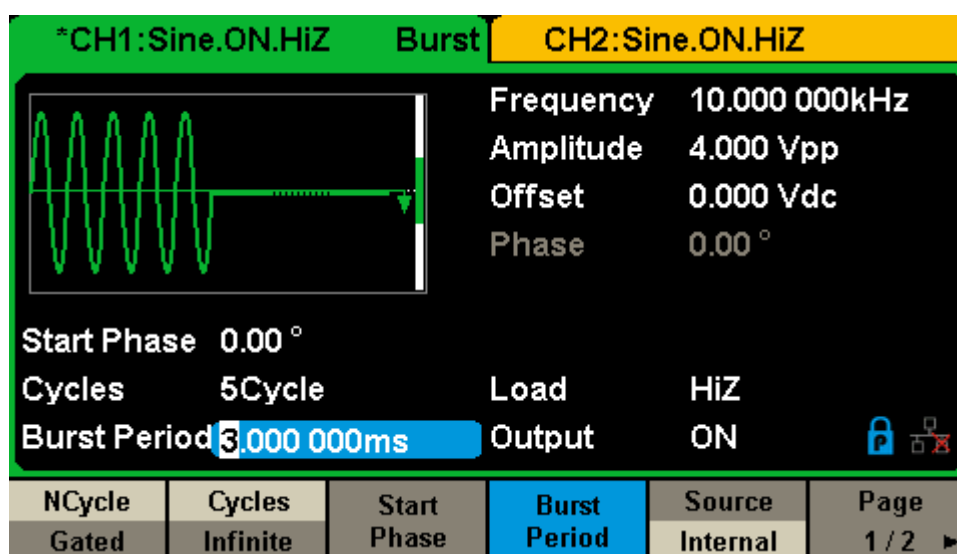 *CH1:Sine.ON.HiZ Burst CH2:Sine.ON.HiZ
Frequency 10.000 000kHz
Amplitude 4.000 Vpp
Offset 0.000 Vdc
Phase 0.00 °
Start Phase 0.00 °
Cycles 5Cycle Load HiZ
Burst Period 3.000 000ms Output ON P
NCycle Cycles Start Burst Source Page
Gated Infinite Phase Period Internal 1/2 ►